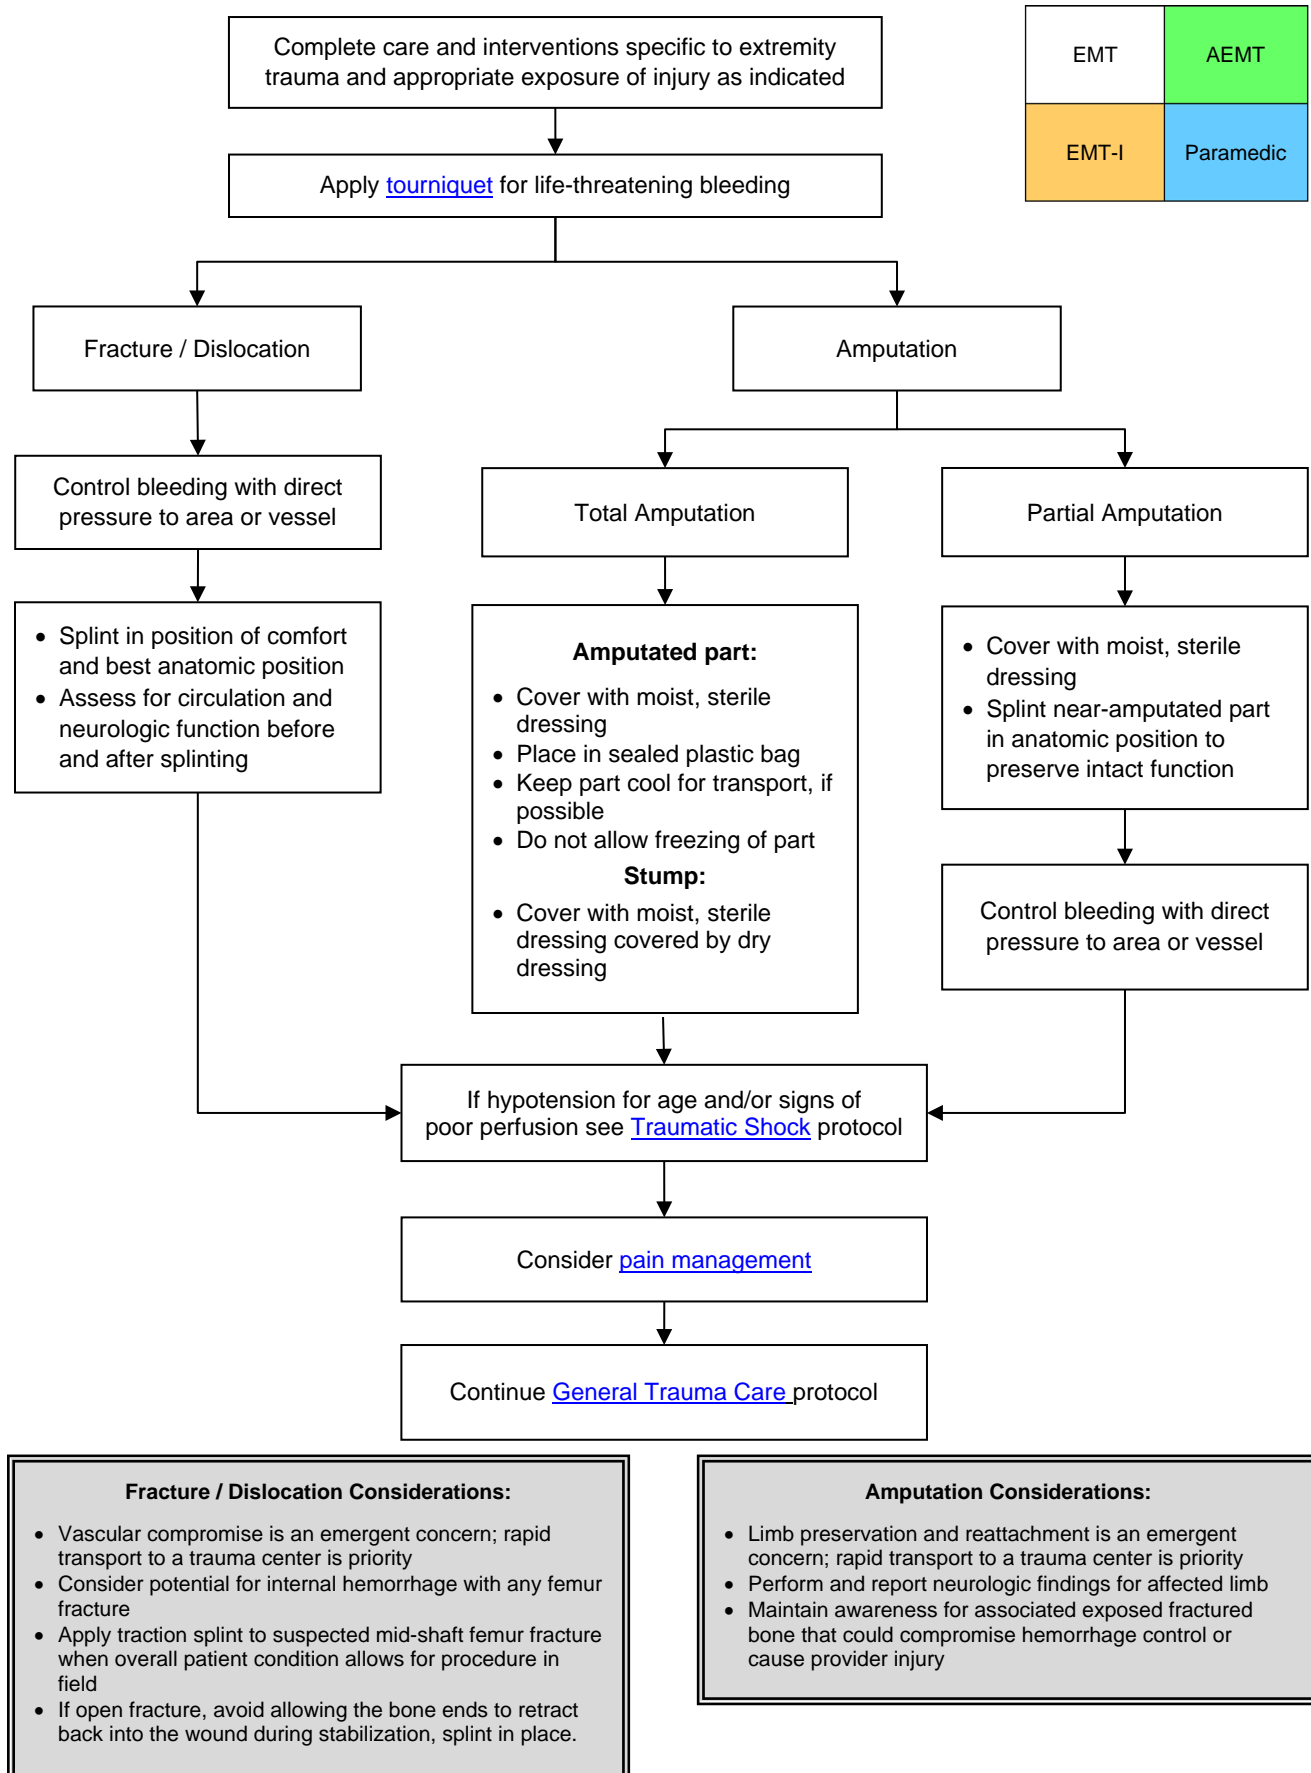 Complete care and interventions specific to extremity
trauma and appropriate exposure of injury as indicated
EMT
AEMT
EMT-I
Paramedic
Apply tourniquet for life-threatening bleeding
Fracture / Dislocation
Amputation
Control bleeding with direct
pressure to area or vessel
Total Amputation
Partial Amputation
• Splint in position of comfort
and best anatomic position
• Assess for circulation and
neurologic function before
and after splinting
Amputated part:
• Cover with moist, sterile
dressing
• Place in sealed plastic bag
• Keep part cool for transport, if
possible
• Do not allow freezing of part
Stump:
• Cover with moist, sterile
dressing covered by dry
dressing
• Cover with moist, sterile
dressing
• Splint near-amputated part
in anatomic position to
preserve intact function
Control bleeding with direct
pressure to area or vessel
If hypotension for age and/or signs of
poor perfusion see Traumatic Shock protocol
Consider pain management
Continue General Trauma Care protocol
Fracture / Dislocation Considerations:
• Vascular compromise is an emergent concern; rapid
transport to a trauma center is priority
• Consider potential for internal hemorrhage with any femur
fracture
• Apply traction splint to suspected mid-shaft femur fracture
when overall patient condition allows for procedure in
field
• If open fracture, avoid allowing the bone ends to retract
back into the wound during stabilization, splint in place.
Amputation Considerations:
• Limb preservation and reattachment is an emergent
concern; rapid transport to a trauma center is priority
• Perform and report neurologic findings for affected limb
• Maintain awareness for associated exposed fractured
bone that could compromise hemorrhage control or
cause provider injury